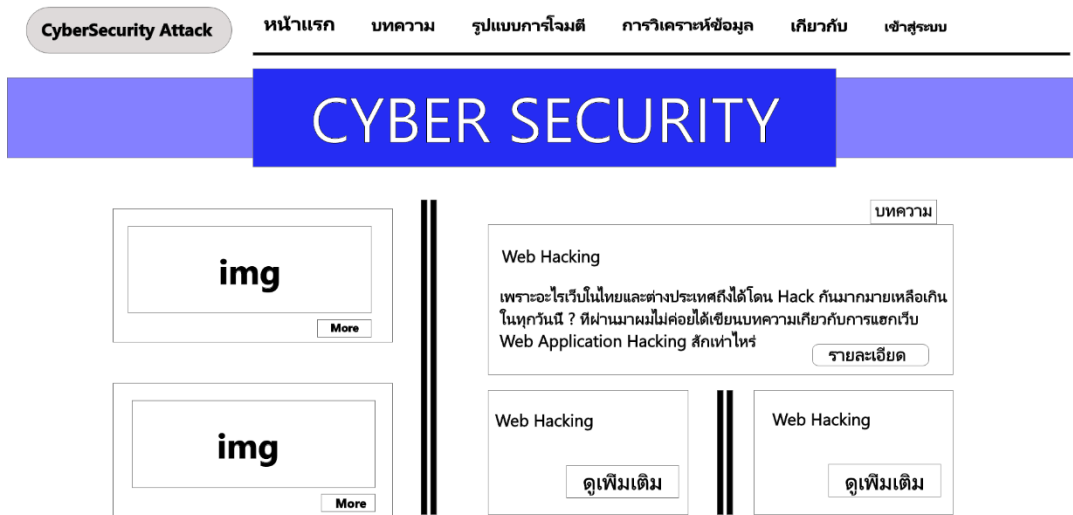 CyberSecurity Attack
หน้าแรก
บทความ
รูปแบบการโจมตี
การวิเคราะห์ข้อมูล
เกี่ยวกับ
เข้าสู่ระบบ
CYBER SECURITY
img
More
img
More
บทความ
Web Hacking
เพราะอะไรเว็บในไทยและต่างประเทศถึงได้โดน Hack กันมากมายเหลือเกิน
ในทุกวันนี้ ? ที่ผ่านมาผมไม่ค่อยได้เขียนบทความเกี่ยวกับการแฮกเว็บ
Web Application Hacking สักเท่าไหร่
รายละเอียด
Web Hacking
ดูเพิ่มเติม
Web Hacking
ดูเพิ่มเติม